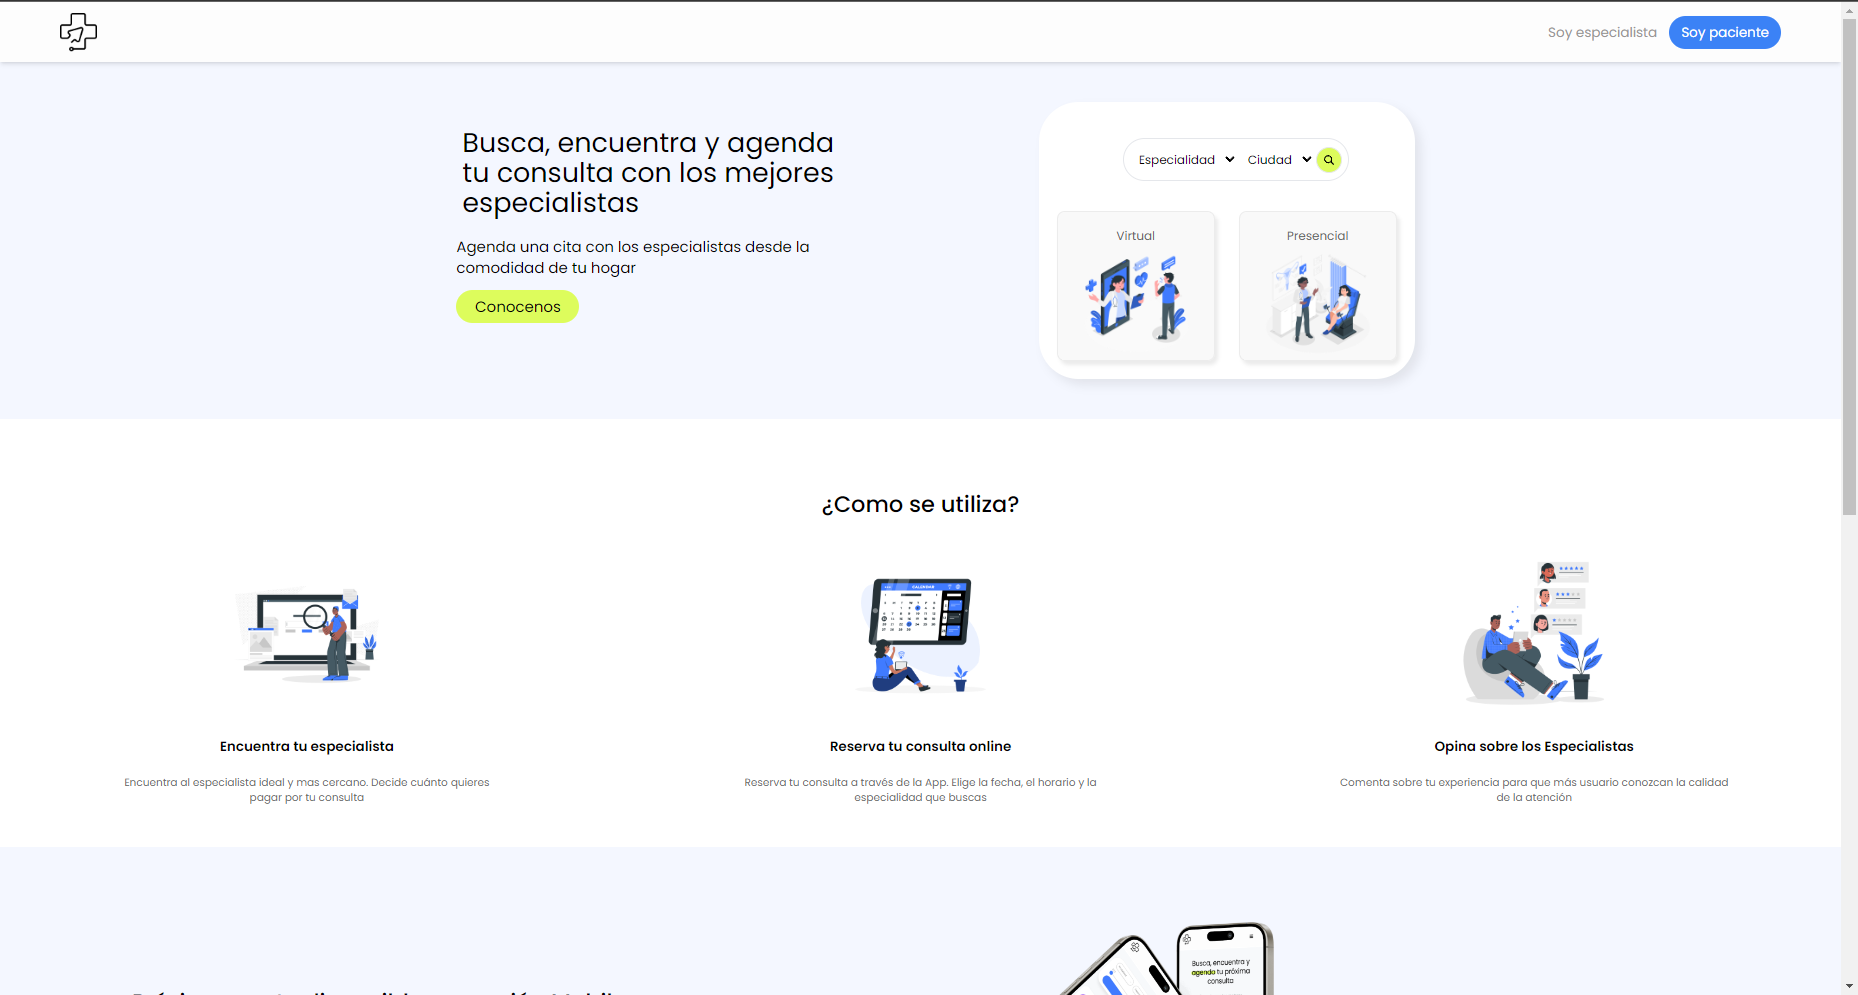 Soy especialista
Soy paciente
Busca, encuentra y agenda
tu consulta con los mejores
especialistas
Agenda una cita con los especialistas desde la
comodidad de tu hogar
Conocenos
Especialidad
Ciudad
Virtual
Presencial
¿Como se utiliza?
CALENDAR
Encuentra tu especialista
Encuentra al especialista ideal y mas cercano. Decide cuánto quieres
pagar por tu consulta
Reserva tu consulta online
Reserva tu consulta a través de la App. Elige la fecha, el horario y la
especialidad que buscas
Opina sobre los Especialistas
Comenta sobre tu experiencia para que más usuario conozcan la calidad
de la atención
Busca, encuentra y
agenda tu próxima
consulta